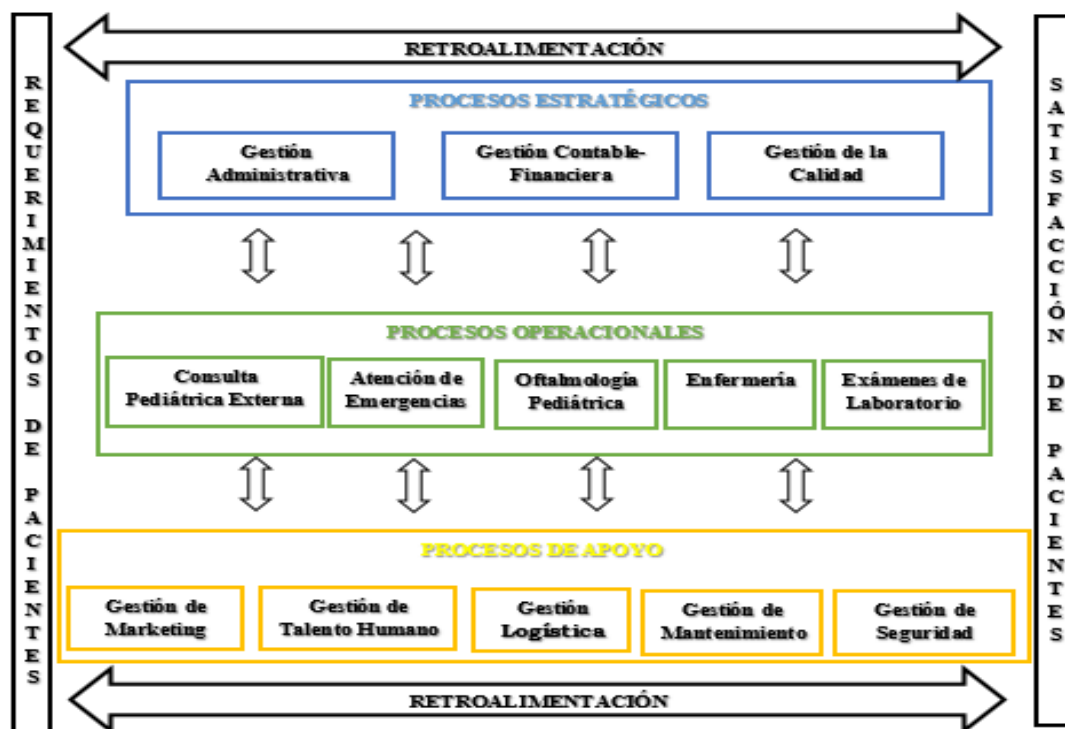 RETROALIMENTACIÓN
REQUERIMIENTOS DE PACIENTES
PROCESOS ESTRATÉGICOS
Gestión
Administrativa
Gestión Contable-
Financiera
Gestión de la
Calidad
PROCESOS OPERACIONALES
Consulta
Pediátrica Externa
Atención de
Emergencias
Oftalmología
Pediátrica
Enfermería
Exámenes de
Laboratorio
PROCESOS DE APOYO
Gestión de
Marketing
Gestión de
Talento Humano
Gestión
Logística
Gestión de
Mantenimiento
Gestión de
Seguridad
SATISFACCIÓN DE PACIENTES
RETROALIMENTACIÓN